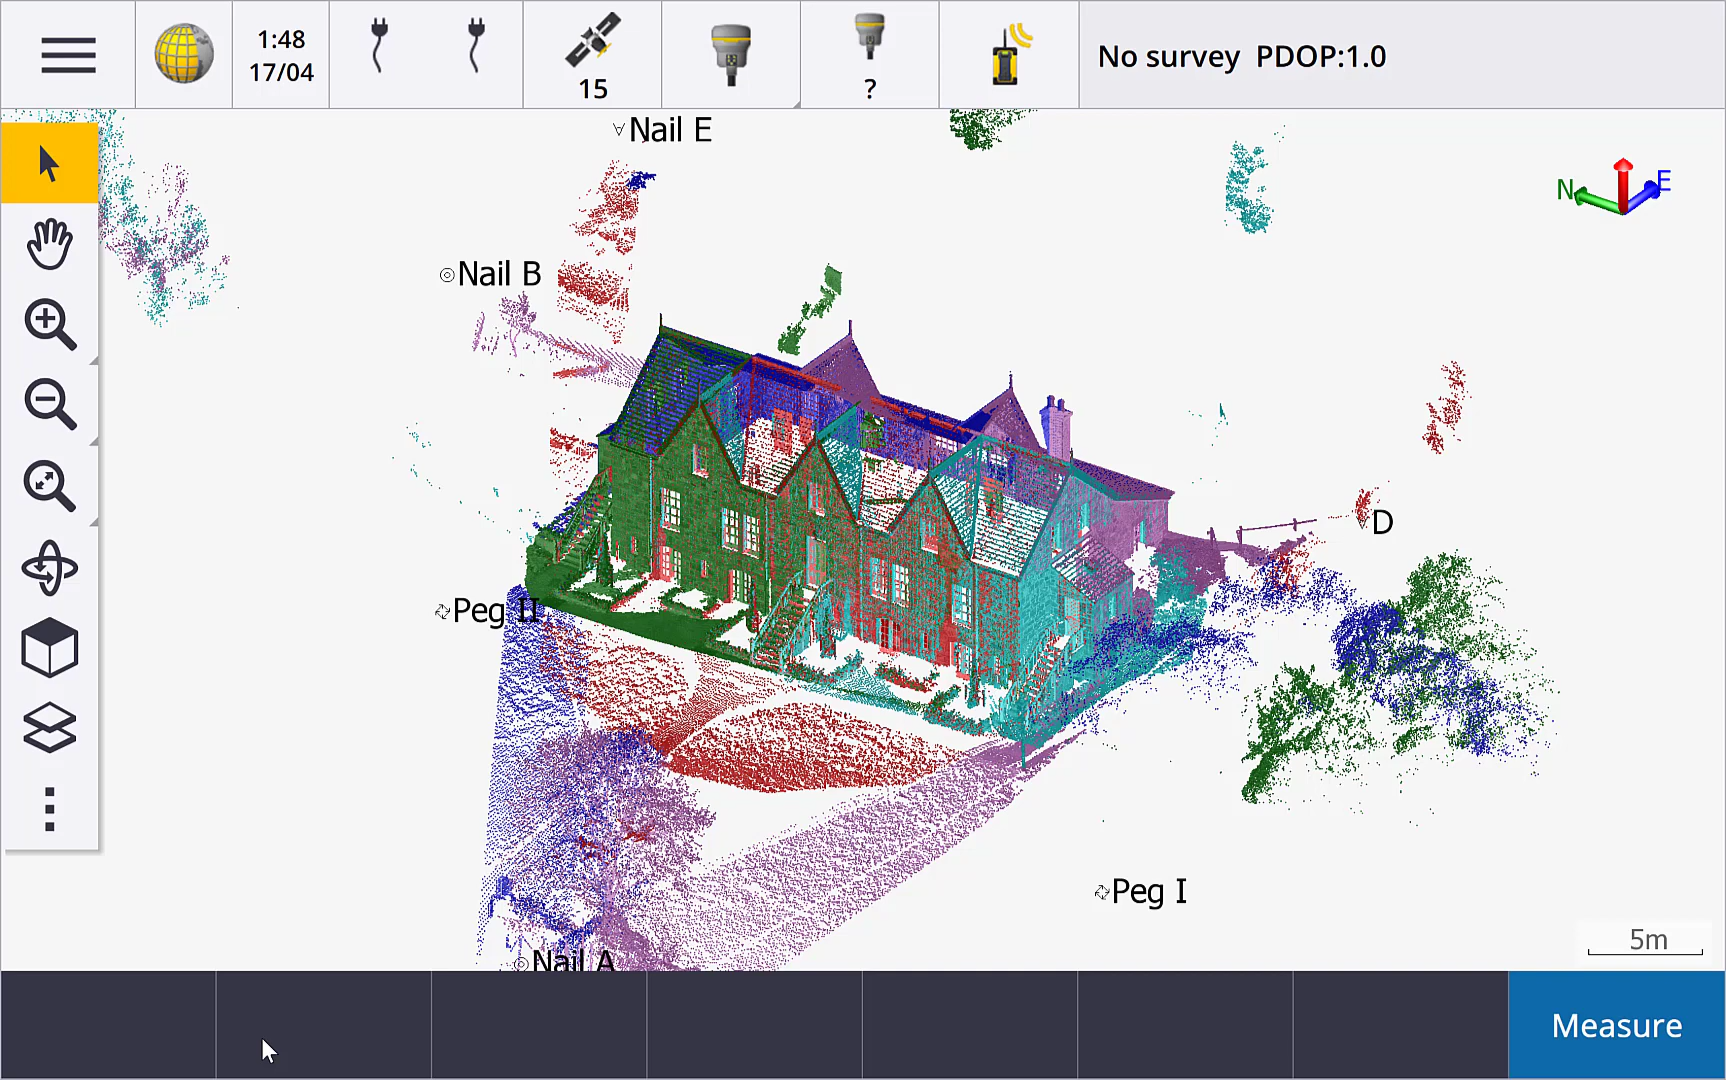 1:48
17/04
15
?
No survey PDOP:1.0
Nail E
N
E
Nail B
D
Peg II
Peg I
5m
Nail A
Measure